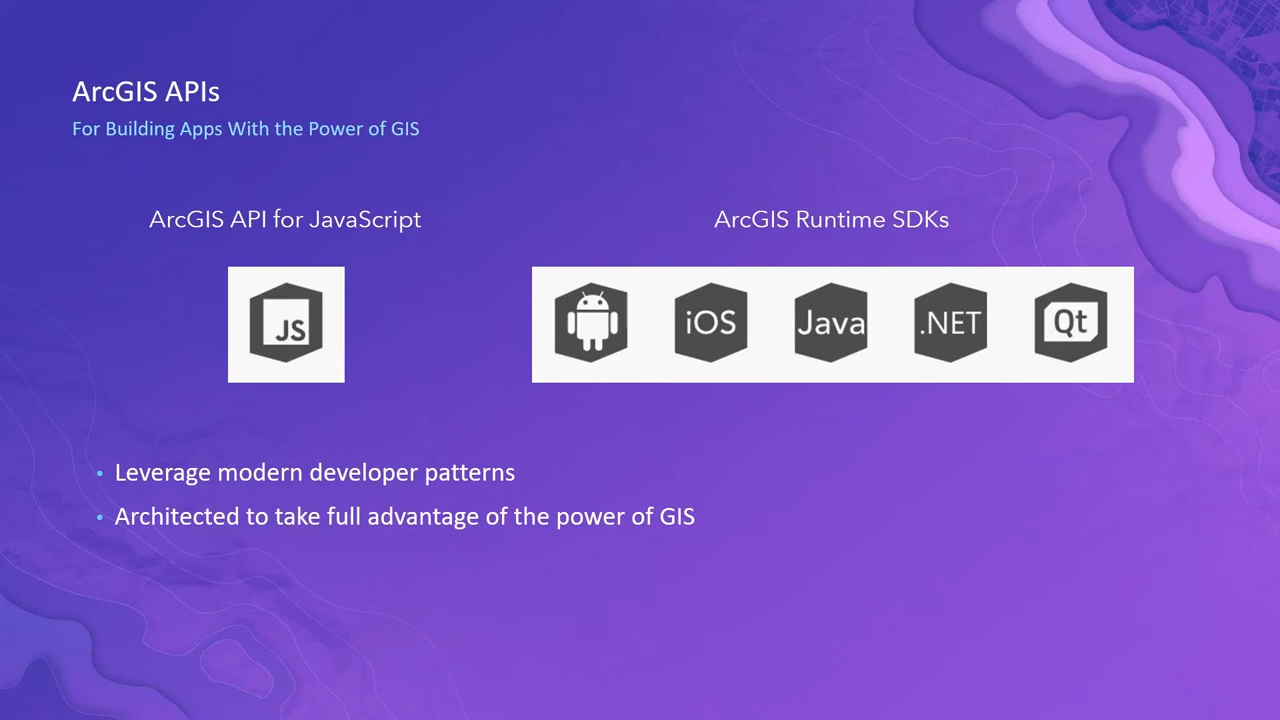 ArcGIS APIs
For Building Apps With the Power of GIS
ArcGIS API for JavaScript
ArcGIS Runtime SDKs
JS
iOS
Java
.NET
Qt
• Leverage modern developer patterns
• Architected to take full advantage of the power of GIS